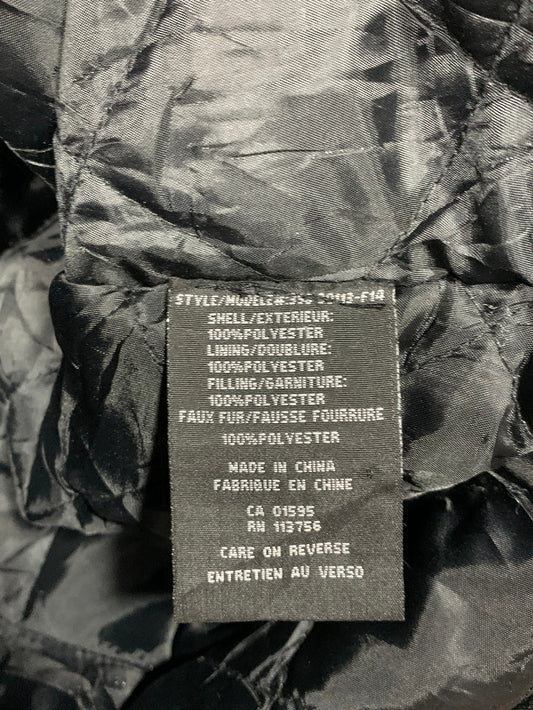 STYLE/MODELE#:
SHELL/EXTERIEUR:
100%POLYESTER
LINING/DOUBLURE:
100%POLYESTER
FILLING/GARNITURE:
100%POLYESTER
FAUX FUR/FAUSSE FOURRURE
100%POLYESTER
MADE IN CHINA
FABRIQUE EN CHINE
CA 01595
RN 113756
CARE ON REVERSE
ENTRETIEN AU VERSO